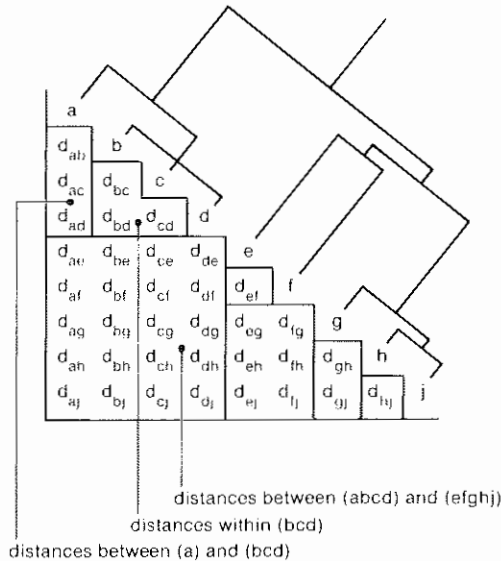 a
d_ab b
d_ac d_bc c
d_ad d_bd d_cd d
d_ae d_be d_ce d_de e
d_af d_bf d_cf d_df d_ef f
d_ag d_bg d_cg d_dg d_eg d_fg g
d_ah d_bh d_ch d_dh d_eh d_fh d_gh h
d_aj d_bj d_cj d_dj d_ej d_fj d_gj d_hj j
distances between (abcd) and (efghj)
distances within (bcd)
distances between (a) and (bcd)